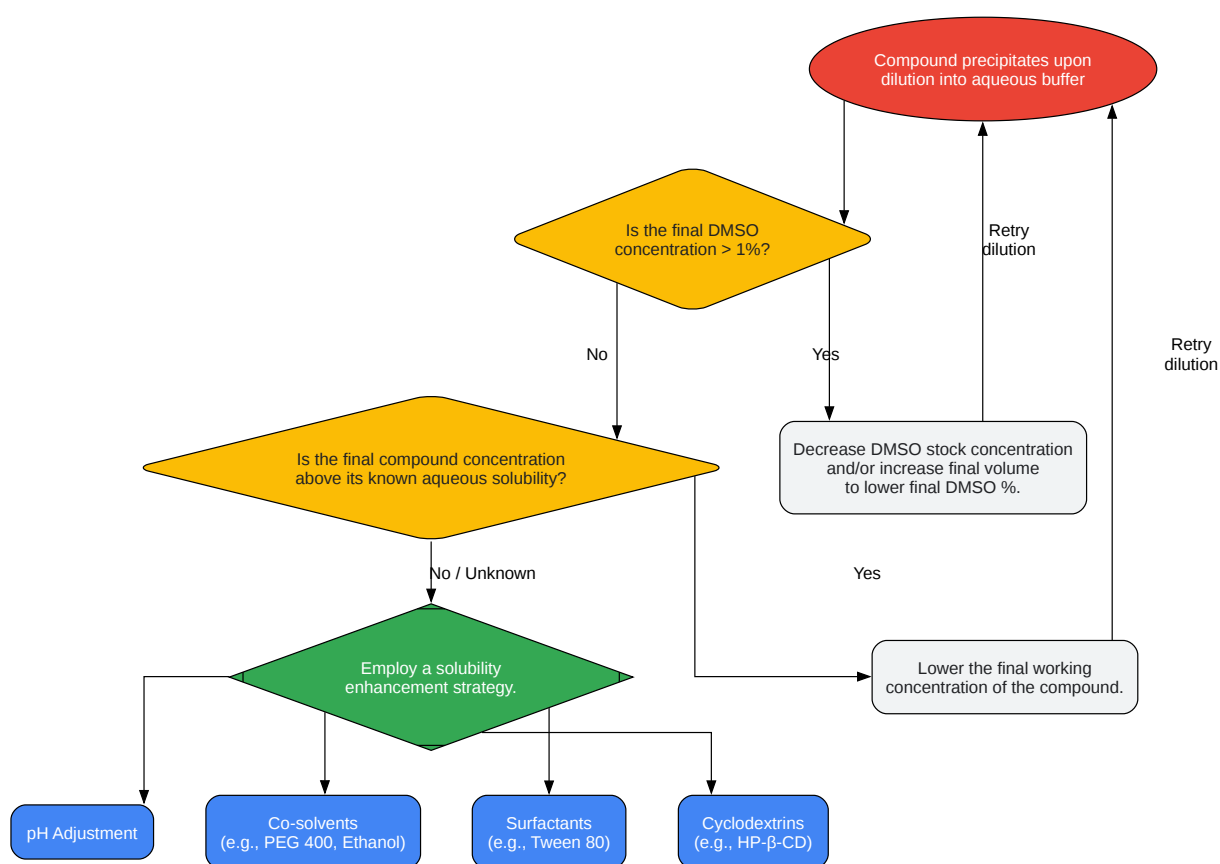 Compound precipitates upon
dilution into aqueous buffer
Is the final DMSO
concentration > 1%?
Retry
dilution
No
Yes
Retry
dilution
Decrease DMSO stock concentration
and/or increase final volume
to lower final DMSO %.
Is the final compound concentration
above its known aqueous solubility?
No / Unknown
Yes
Employ a solubility
enhancement strategy.
Lower the final working
concentration of the compound.
pH Adjustment
Co-solvents
(e.g., PEG 400, Ethanol)
Surfactants
(e.g., Tween 80)
Cyclodextrins
(e.g., HP-β-CD)